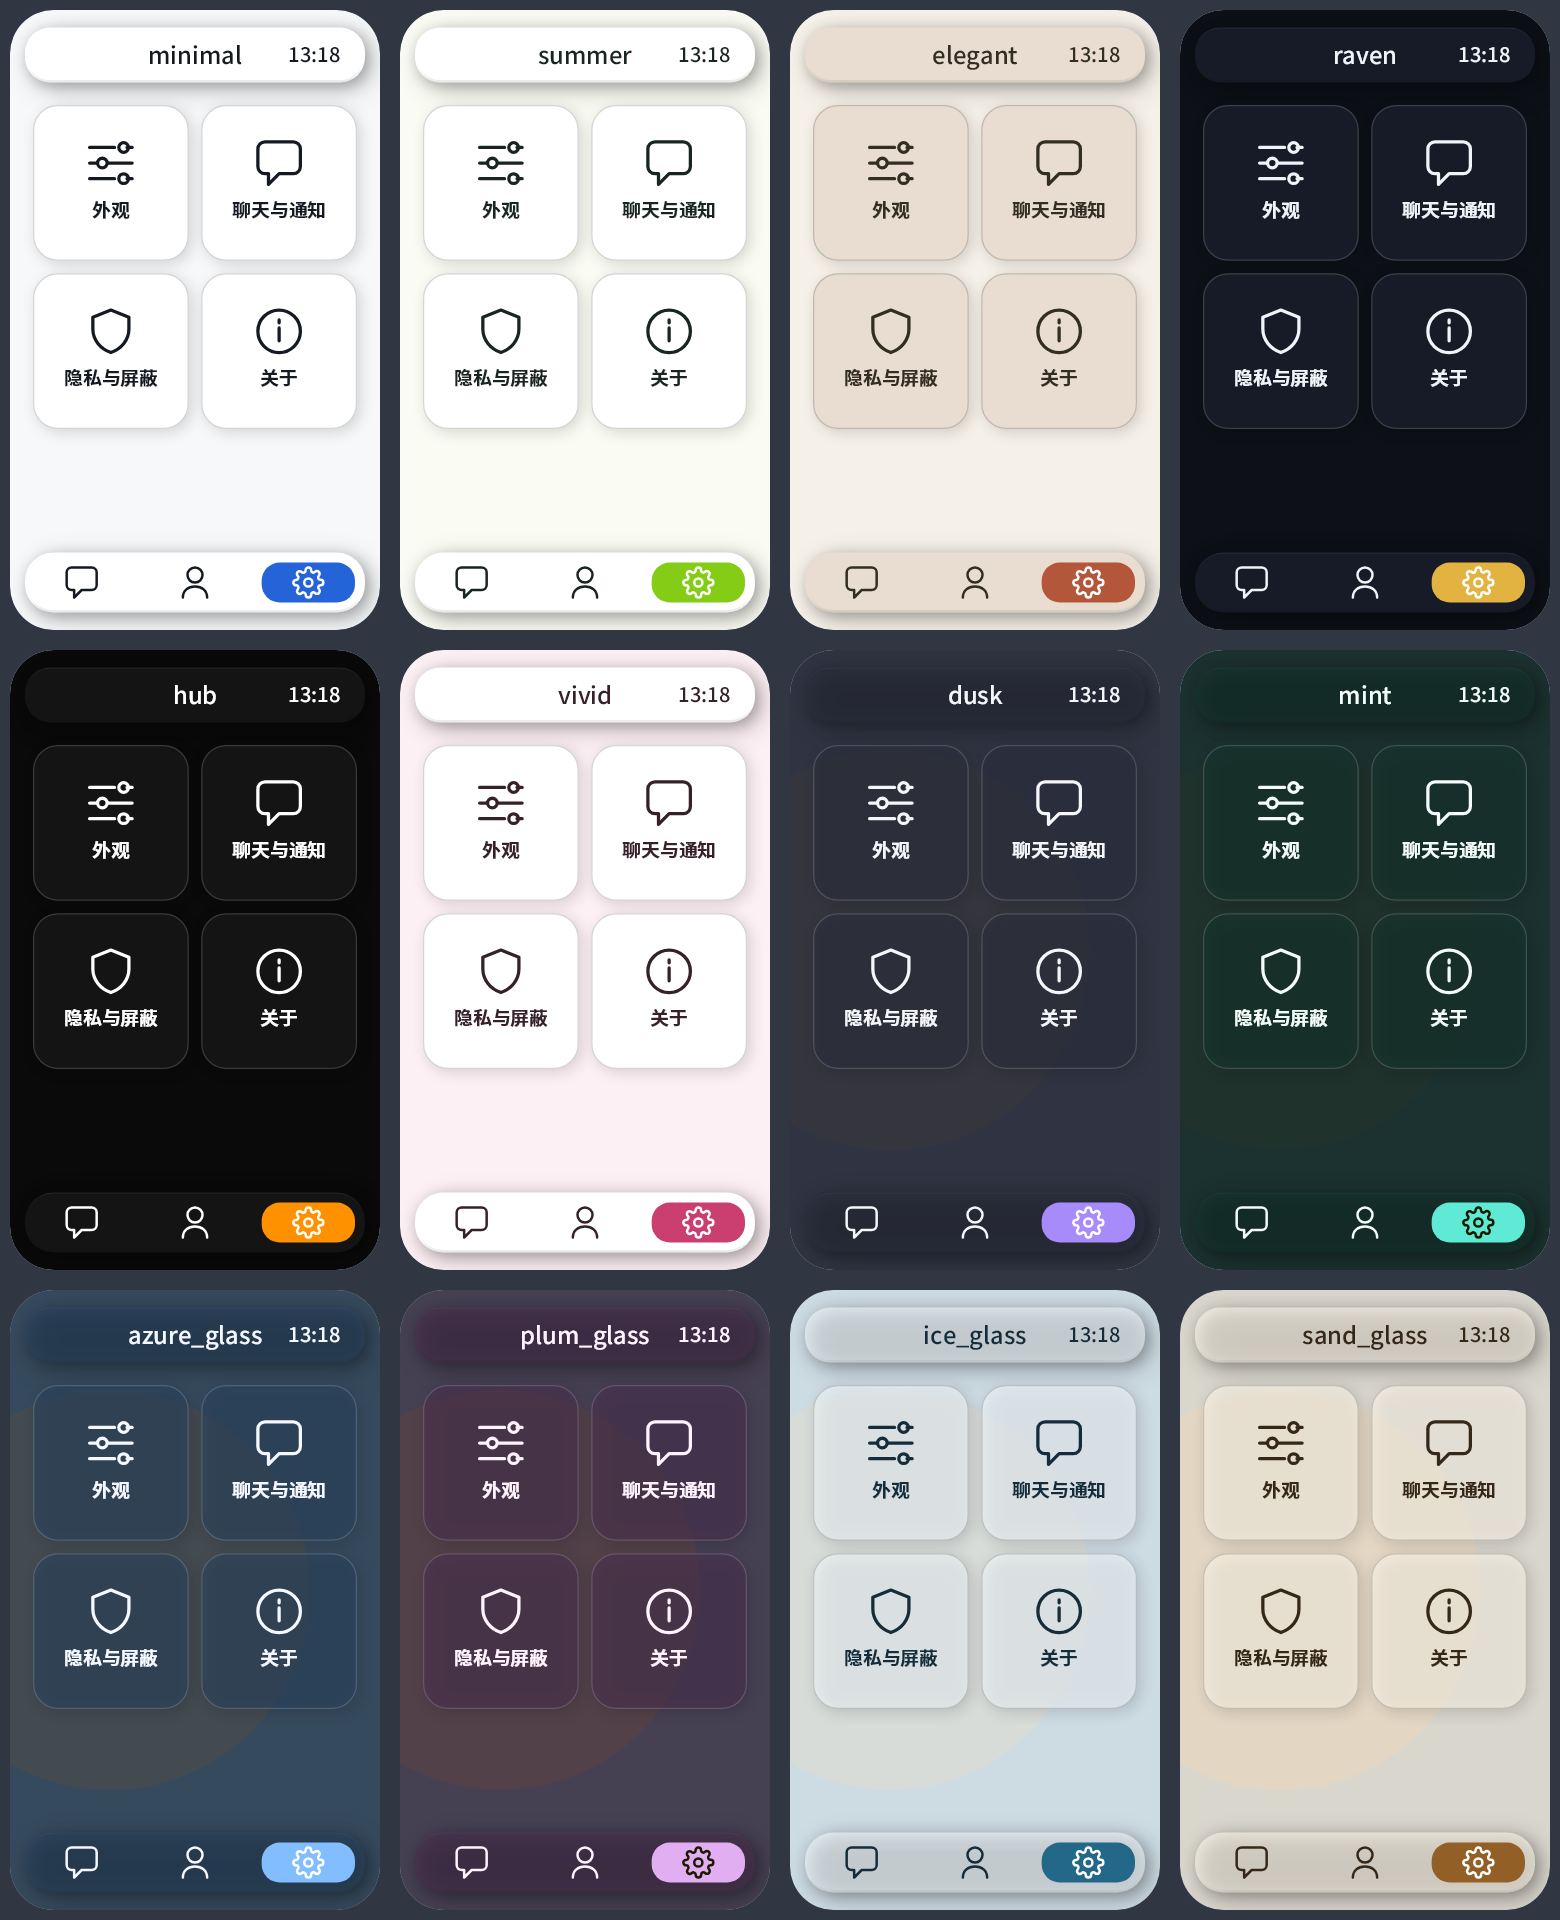 minimal 13:18
外观
聊天与通知
隐私与屏蔽
关于
summer 13:18
外观
聊天与通知
隐私与屏蔽
关于
elegant 13:18
外观
聊天与通知
隐私与屏蔽
关于
raven 13:18
外观
聊天与通知
隐私与屏蔽
关于
hub 13:18
外观
聊天与通知
隐私与屏蔽
关于
vivid 13:18
外观
聊天与通知
隐私与屏蔽
关于
dusk 13:18
外观
聊天与通知
隐私与屏蔽
关于
mint 13:18
外观
聊天与通知
隐私与屏蔽
关于
azure_glass 13:18
外观
聊天与通知
隐私与屏蔽
关于
plum_glass 13:18
外观
聊天与通知
隐私与屏蔽
关于
ice_glass 13:18
外观
聊天与通知
隐私与屏蔽
关于
sand_glass 13:18
外观
聊天与通知
隐私与屏蔽
关于